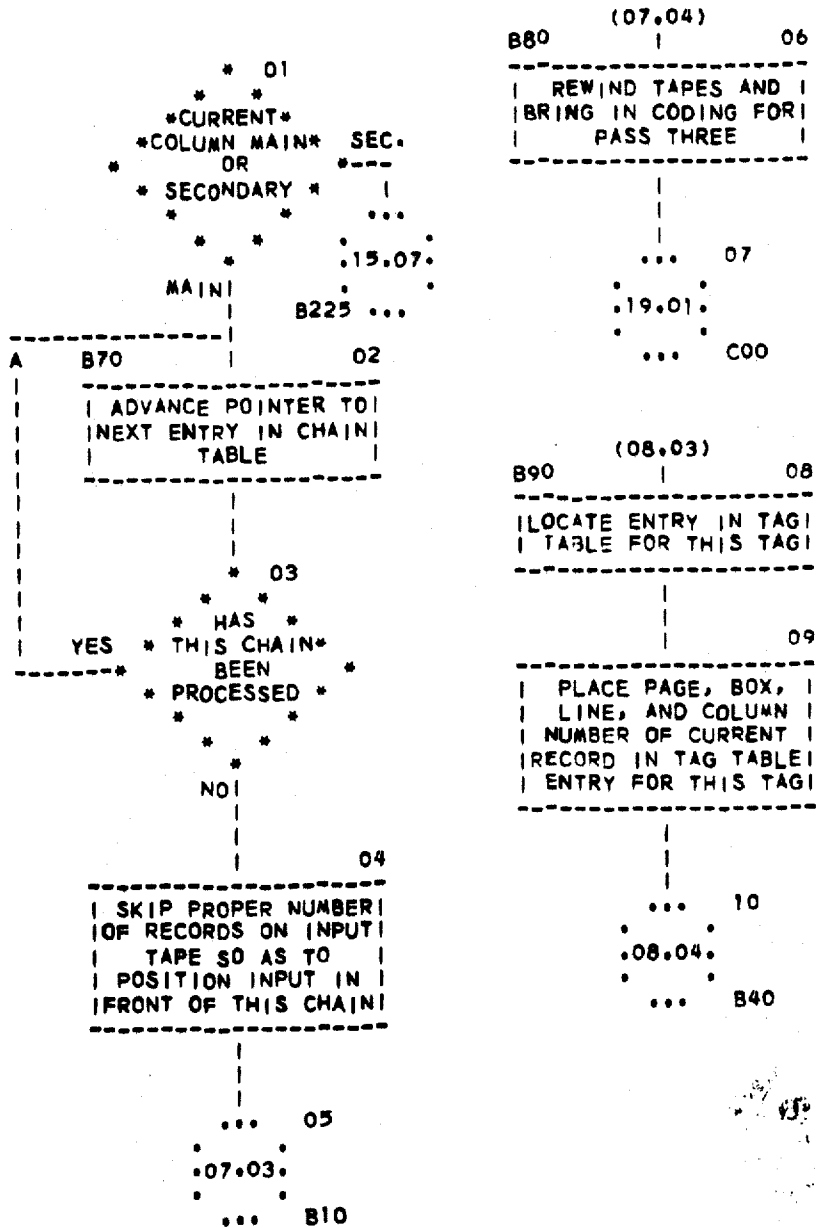 01
CURRENT
COLUMN MAIN
OR
SECONDARY
SEC.
15.07
B225
MAIN
A
B70
02
ADVANCE POINTER TO
NEXT ENTRY IN CHAIN
TABLE
03
HAS
THIS CHAIN
BEEN
PROCESSED
YES
NO
04
SKIP PROPER NUMBER
OF RECORDS ON INPUT
TAPE SO AS TO
POSITION INPUT IN
FRONT OF THIS CHAIN
05
07.03
B10
(07.04)
B80
06
REWIND TAPES AND
BRING IN CODING FOR
PASS THREE
07
19.01
C00
(08.03)
B90
08
LOCATE ENTRY IN TAG
TABLE FOR THIS TAG
09
PLACE PAGE, BOX,
LINE, AND COLUMN
NUMBER OF CURRENT
RECORD IN TAG TABLE
ENTRY FOR THIS TAG
10
08.04
B40